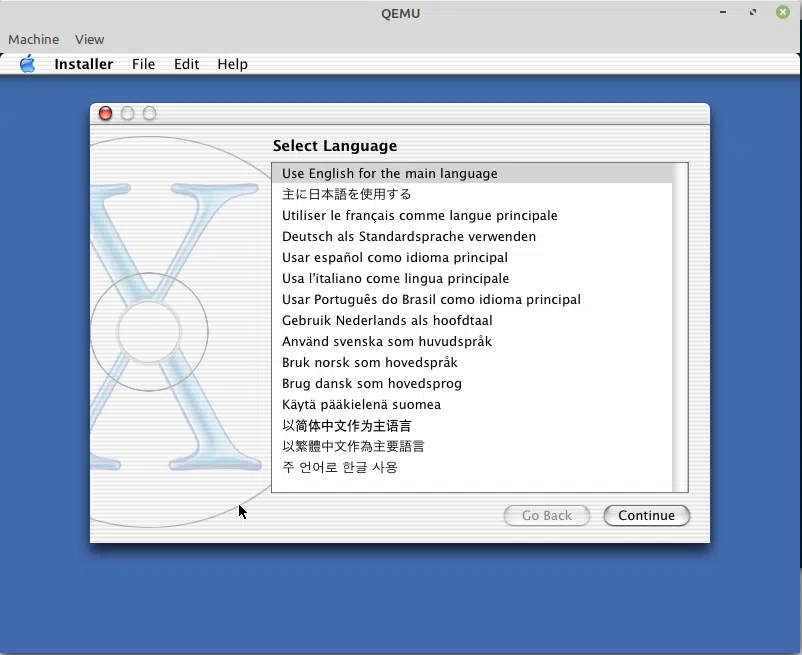 QEMU
Machine View
Installer File Edit Help
Select Language
Use English for the main language
主に日本語を使用する
Utiliser le français comme langue principale
Deutsch als Standardsprache verwenden
Usar español como idioma principal
Usa l'italiano come lingua principale
Usar Português do Brasil como idioma principal
Gebruik Nederlands als hoofdtaal
Använd svenska som huvudspråk
Bruk norsk som hovedspråk
Brug dansk som hovedsprog
Käytä pääkielenä suomea
以简体中文作为主语言
以繁體中文作為主要語言
주 언어로 한글 사용
Go Back Continue